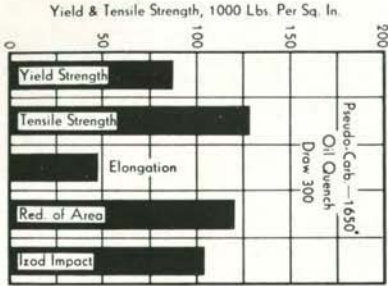 Yield & Tensile Strength, 1000 Lbs. Per Sq. In.
0 50 100 150 200
Pseudo-Carb.—1650°
Oil Quench
Draw 300
Yield Strength
Tensile Strength
Elongation
Red. of Area
Izod Impact